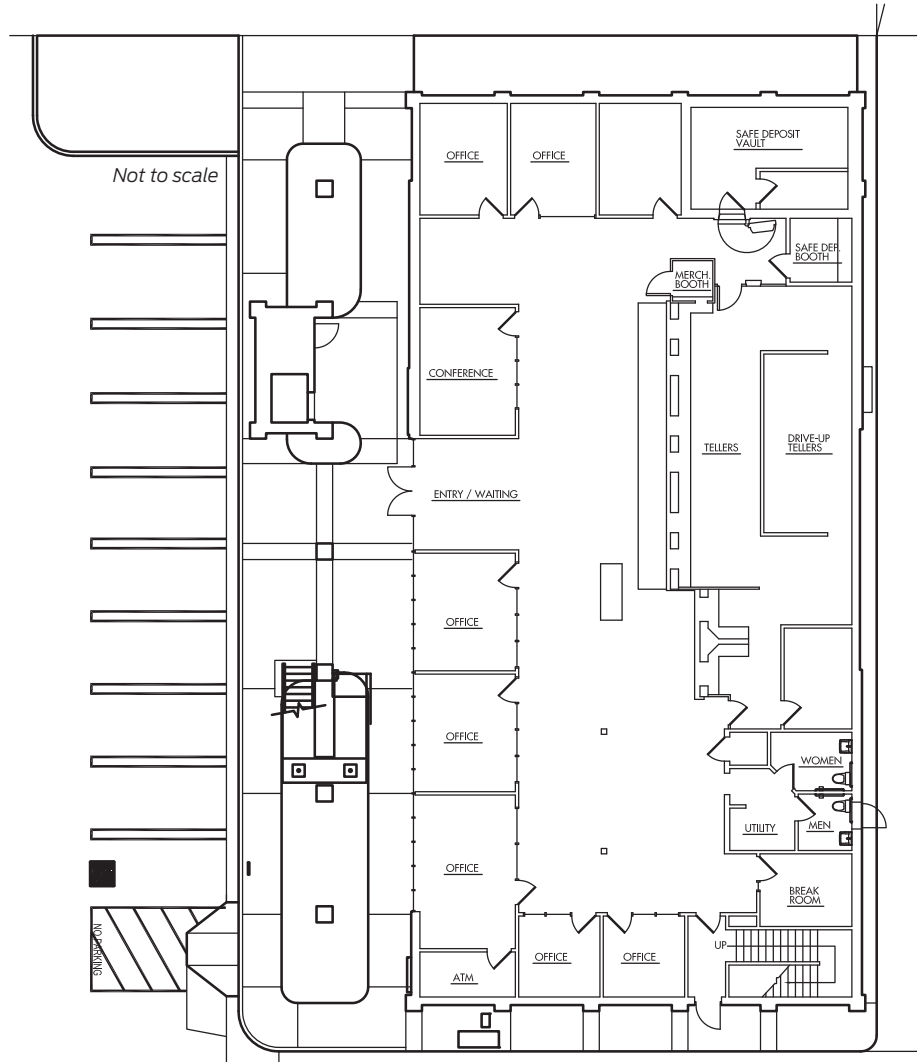 SAFE DEPOSIT
VAULT
OFFICE
OFFICE
Not to scale
SAFE DEP.
BOOTH
MERCH.
BOOTH
CONFERENCE
TELLERS
DRIVE-UP
TELLERS
ENTRY / WAITING
OFFICE
OFFICE
WOMEN
UTILITY
MEN
OFFICE
BREAK
ROOM
NO PARKING
UP
OFFICE
OFFICE
ATM